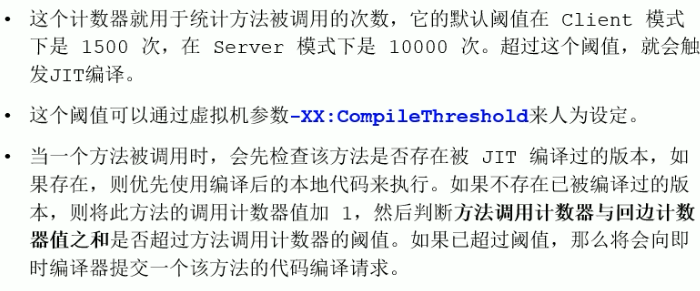 • 这个计数器就用于统计方法被调用的次数，它的默认阈值在 Client 模式
下是 1500 次，在 Server 模式下是 10000 次。超过这个阈值，就会触
发JIT编译。
• 这个阈值可以通过虚拟机参数-XX:CompileThreshold来人为设定。
• 当一个方法被调用时，会先检查该方法是否存在被 JIT 编译过的版本，如
果存在，则优先使用编译后的本地代码来执行。如果不存在已被编译过的版
本，则将此方法的调用计数器值加 1，然后判断方法调用计数器与回边计数
器值之和是否超过方法调用计数器的阈值。如果已超过阈值，那么将会向即
时编译器提交一个该方法的代码编译请求。